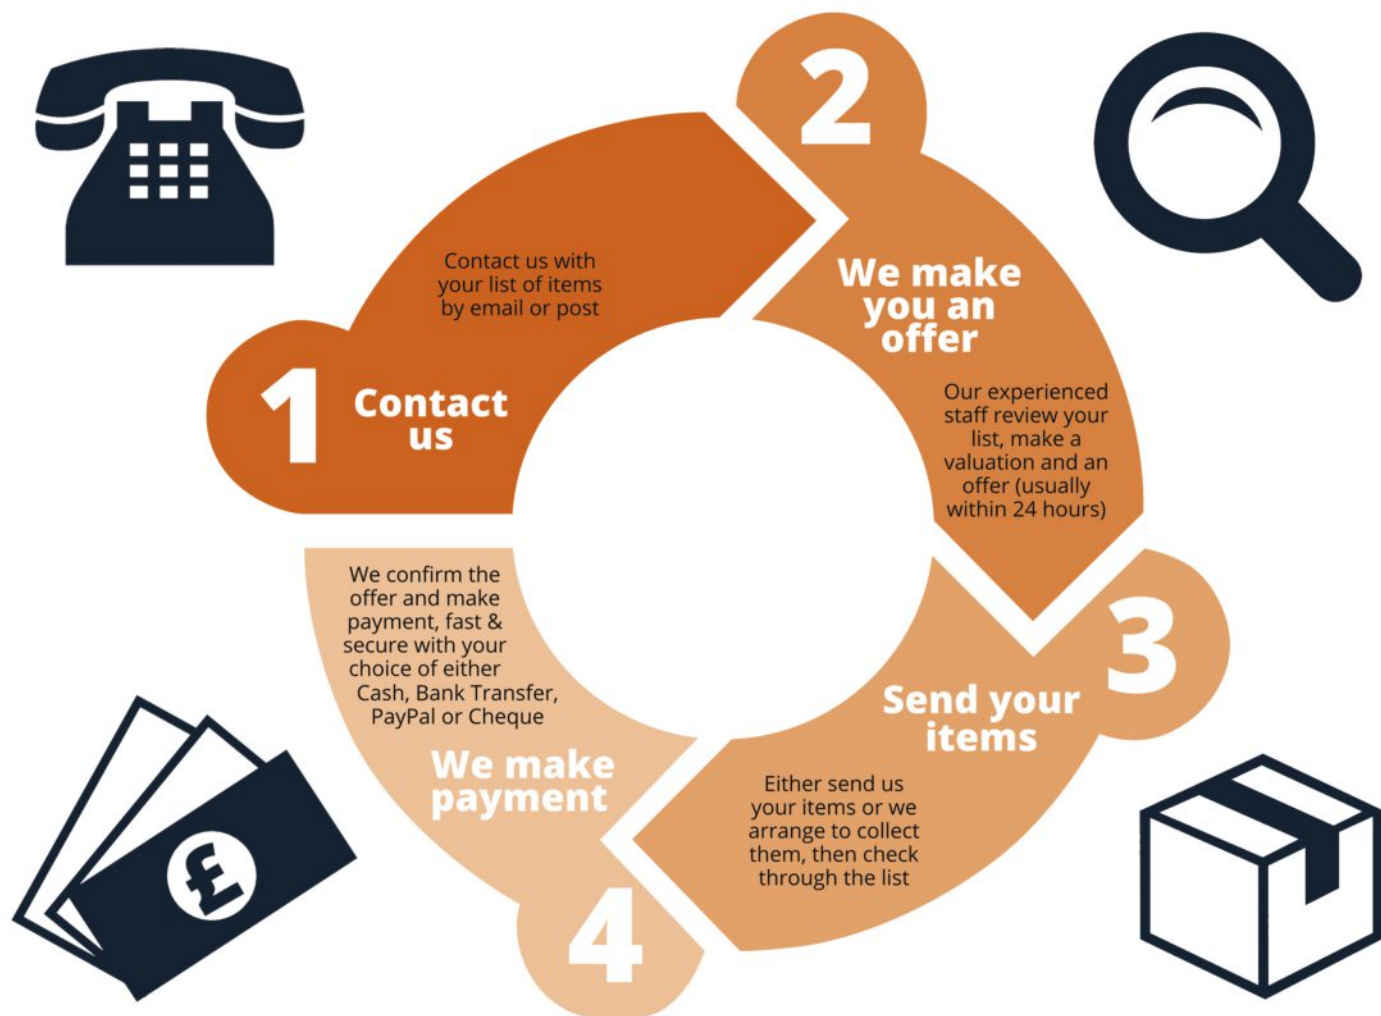 1
Contact
us
Contact us with
your list of items
by email or post
2
We make
you an
offer
Our experienced
staff review your
list, make a
valuation and an
offer (usually
within 24 hours)
3
Send your
items
Either send us
your items or we
arrange to collect
them, then check
through the list
4
We make
payment
We confirm the
offer and make
payment, fast &
secure with your
choice of either
Cash, Bank Transfer,
PayPal or Cheque
£